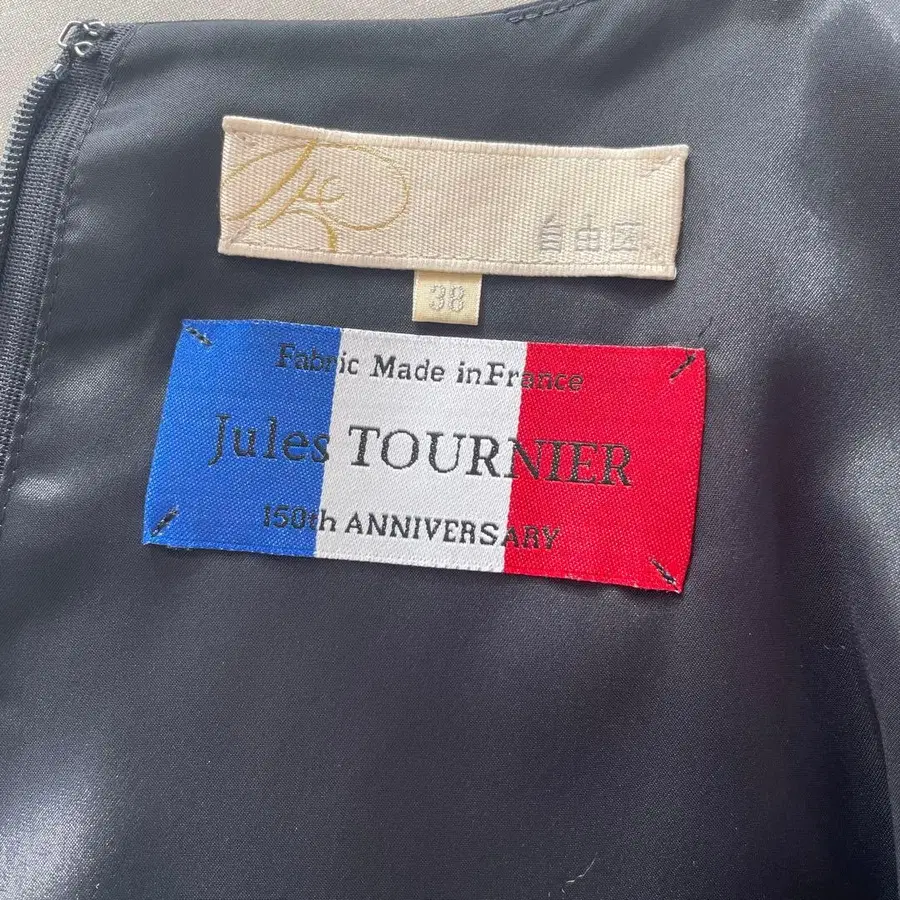 自由区.
38
Fabric Made in France
Jules TOURNIER
150th ANNIVERSARY